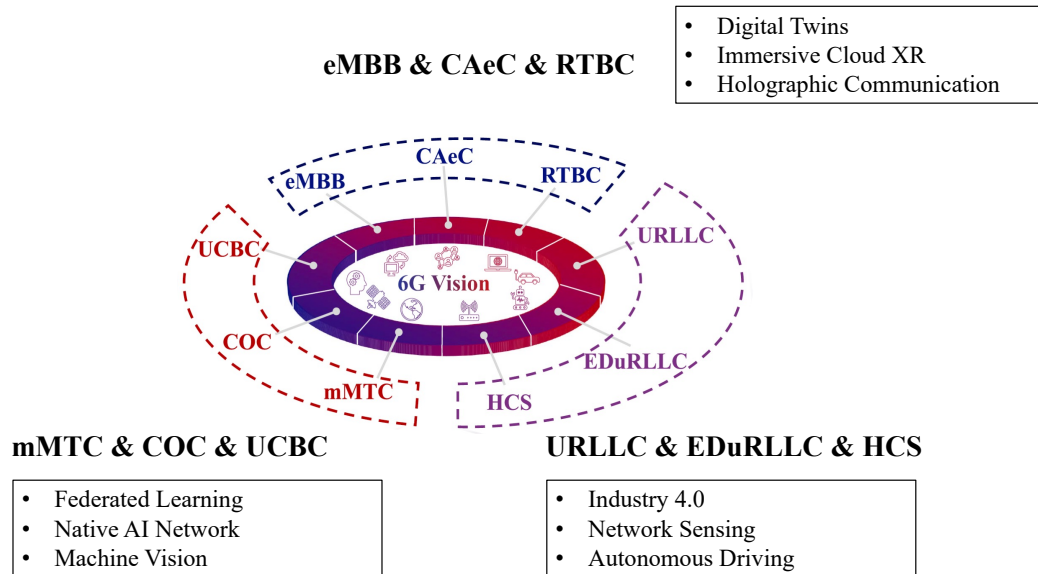 • Digital Twins
• Immersive Cloud XR
• Holographic Communication
eMBB & CAeC & RTBC
CAeC
eMBB
RTBC
UCBC
URLLC
6G Vision
COC
EDuRLLC
mMTC
HCS
mMTC & COC & UCBC
• Federated Learning
• Native AI Network
• Machine Vision
URLLC & EDuRLLC & HCS
• Industry 4.0
• Network Sensing
• Autonomous Driving